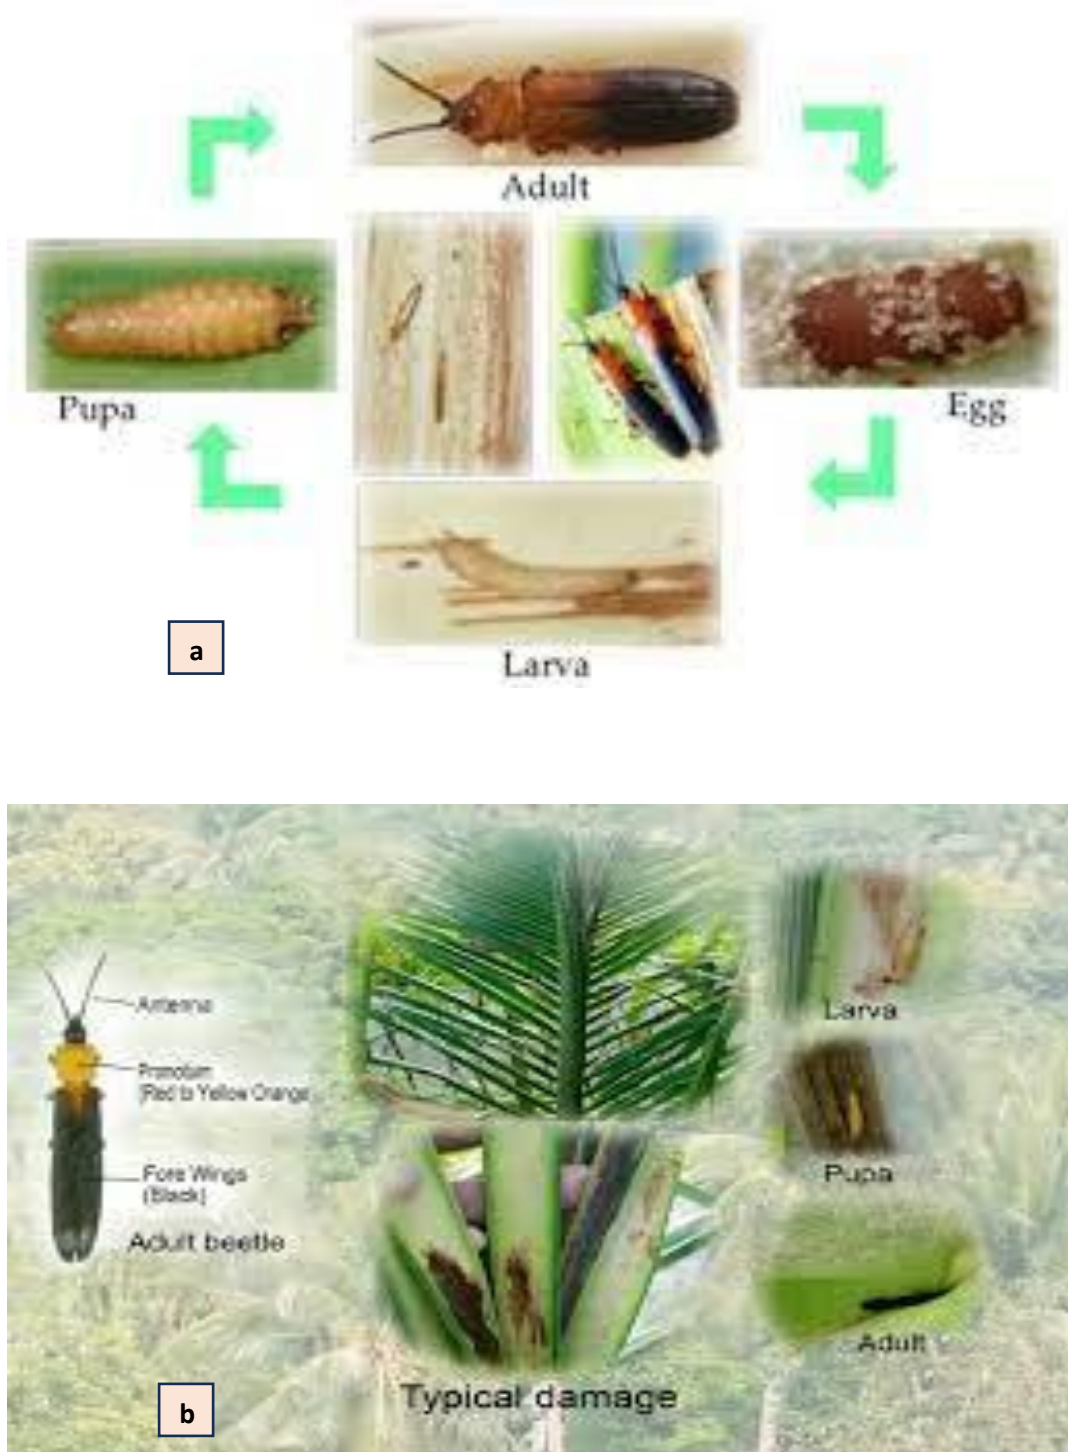 Adult
Pupa
Egg
Larva
a
Antenna
Pronotum
(Red to Yellow Orange
Fore Wings
(Black)
Adult beetle
Larva
Pupa
Adult
Typical damage
b